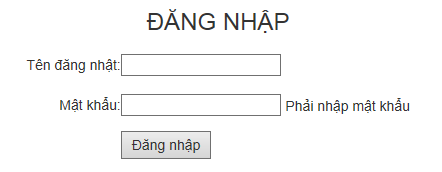 ĐĂNG NHẬP
Tên đăng nhật:
Mật khẩu: Phải nhập mật khẩu
Đăng nhập